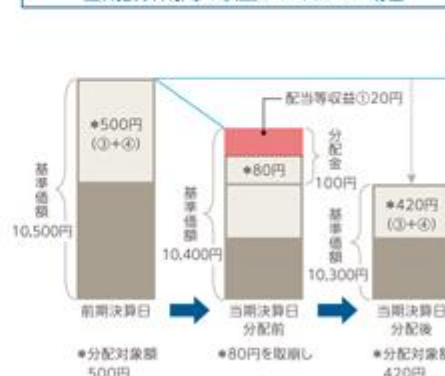 配当等収益①20円
*500円
(③+④)
*80円
分配金
100円
基準価額
10,500円
基準価額
10,400円
*420円
(③+④)
基準価額
10,300円
前期決算日
当期決算日
分配前
当期決算日
分配後
*分配対象額
500円
*80円を取崩し
*分配対象額
420円